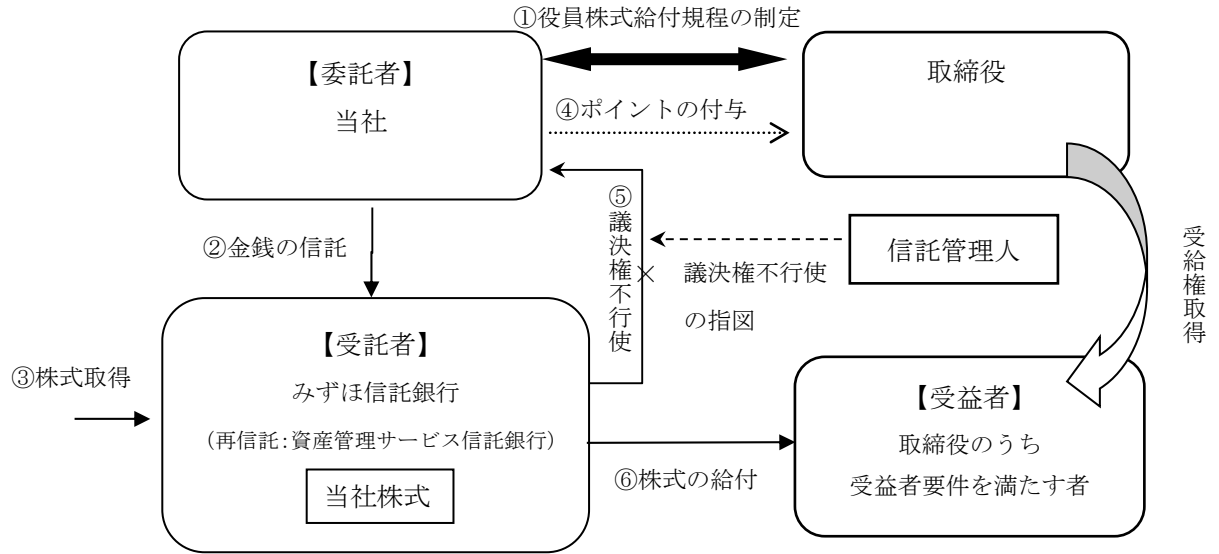 ①役員株式給付規程の制定
【委託者】
当社
取締役
④ポイントの付与
⑤議決権不行使
×
②金銭の信託
信託管理人
議決権不行使
の指図
受給権取得
【受託者】
みずほ信託銀行
(再信託:資産管理サービス信託銀行)
当社株式
③株式取得
⑥株式の給付
【受益者】
取締役のうち
受益者要件を満たす者